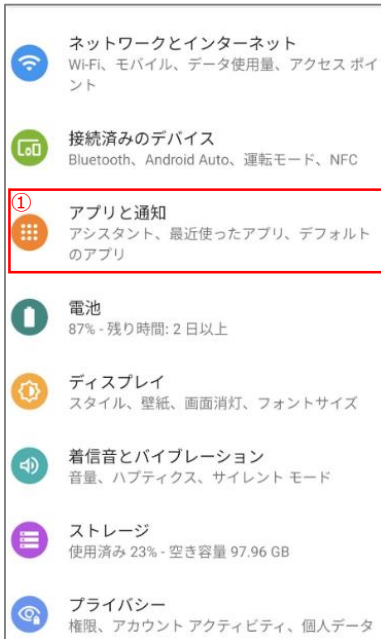 ネットワークとインターネット
Wi-Fi、モバイル、データ使用量、アクセス ポイ
ント
接続済みのデバイス
Bluetooth、Android Auto、運転モード、NFC
①
アプリと通知
アシスタント、最近使ったアプリ、デフォルト
のアプリ
電池
87% - 残り時間: 2 日以上
ディスプレイ
スタイル、壁紙、画面消灯、フォントサイズ
着信音とバイブレーション
音量、ハプティクス、サイレント モード
ストレージ
使用済み 23% - 空き容量 97.96 GB
プライバシー
権限、アカウント アクティビティ、個人データ